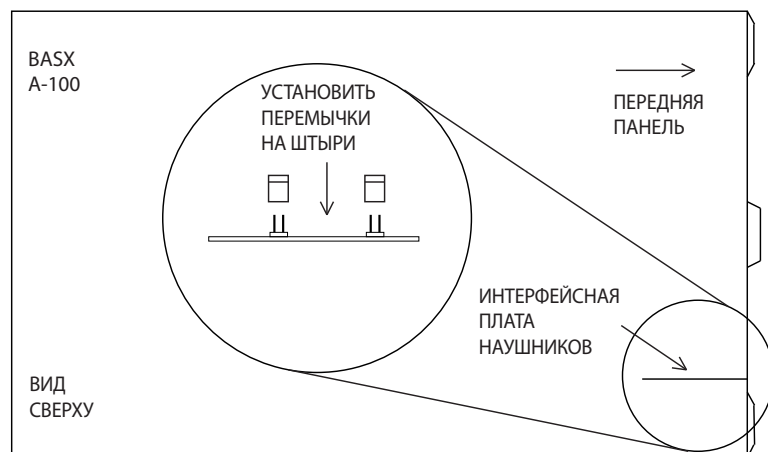 BASX
A-100
УСТАНОВИТЬ
ПЕРЕМЫЧКИ
НА ШТЫРИ
ПЕРЕДНЯЯ
ПАНЕЛЬ
ИНТЕРФЕЙСНАЯ
ПЛАТА
НАУШНИКОВ
ВИД
СВЕРХУ